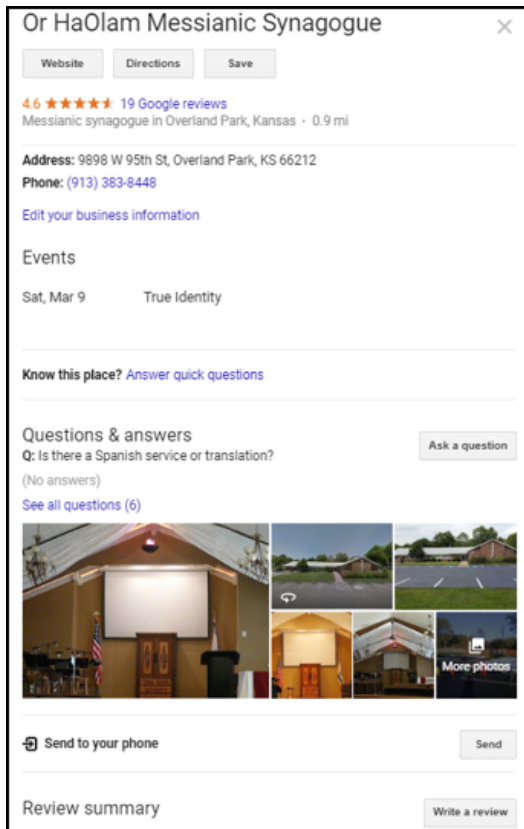 Or HaOlam Messianic Synagogue
Website Directions Save
4.6 ★★★★★ 19 Google reviews
Messianic synagogue in Overland Park, Kansas · 0.9 mi
Address: 9898 W 95th St, Overland Park, KS 66212
Phone: (913) 383-8448
Edit your business information
Events
Sat, Mar 9 True Identity
Know this place? Answer quick questions
Questions & answers
Ask a question
Q: Is there a Spanish service or translation?
(No answers)
See all questions (6)
More photos
Send to your phone Send
Review summary Write a review